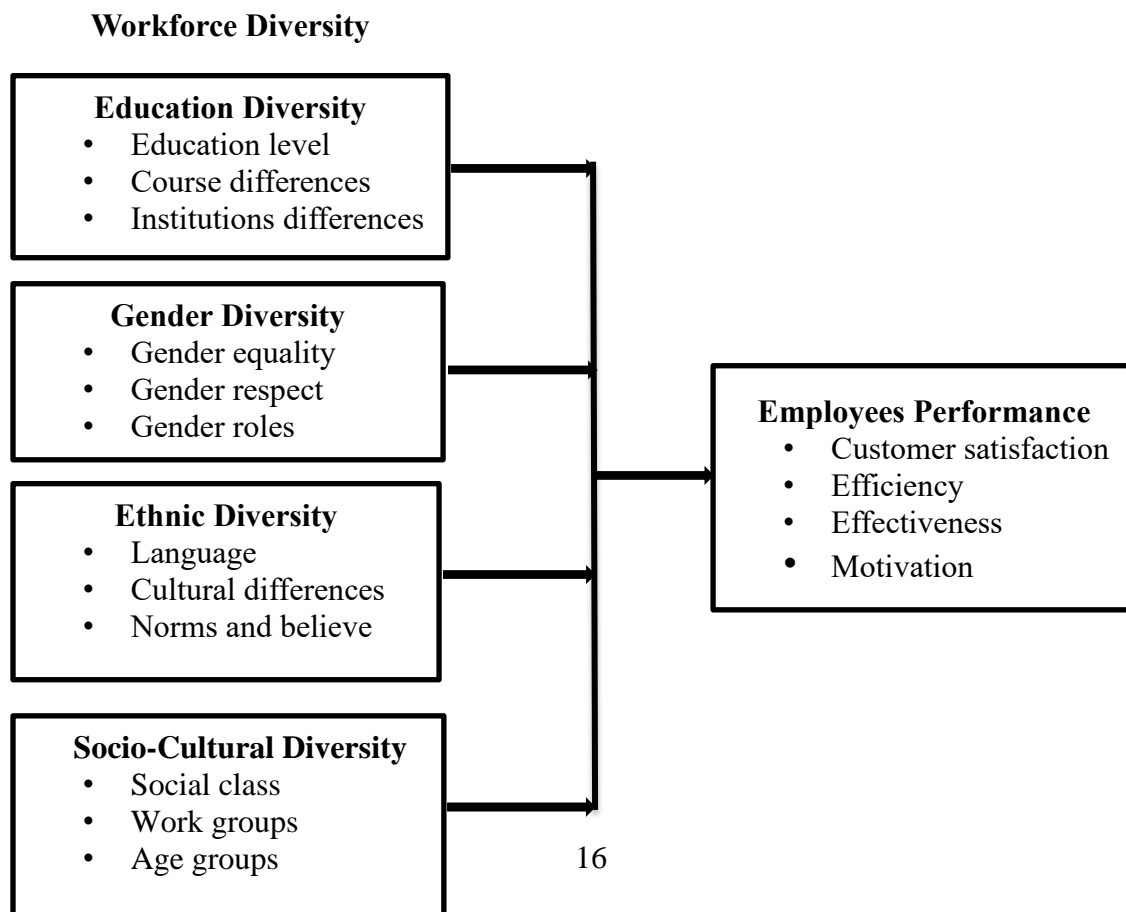 Workforce Diversity
Education Diversity
• Education level
• Course differences
• Institutions differences
Gender Diversity
• Gender equality
• Gender respect
• Gender roles
Ethnic Diversity
• Language
• Cultural differences
• Norms and believe
Socio-Cultural Diversity
• Social class
• Work groups
• Age groups
Employees Performance
• Customer satisfaction
• Efficiency
• Effectiveness
• Motivation
16